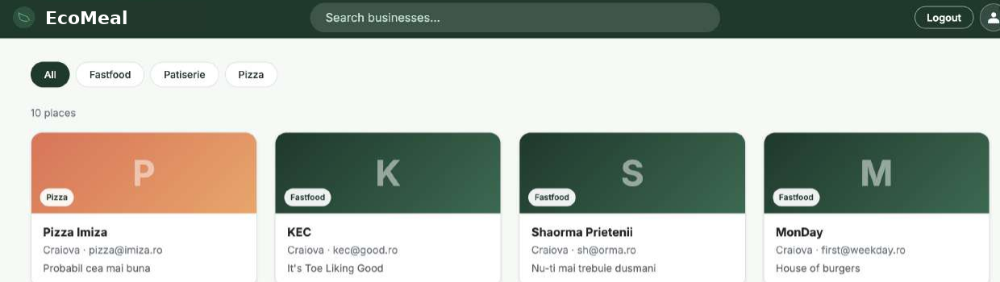 EcoMeal
Search businesses...
Logout
All
Fastfood
Patiserie
Pizza
10 places
P
Pizza
Pizza Imiza
Craiova · pizza@imiza.ro
Probabil cea mai buna
K
Fastfood
KEC
Craiova · kec@good.ro
It's Toe Liking Good
S
Fastfood
Shaorma Prietenii
Craiova · sh@orma.ro
Nu-ti mai trebuie dusmani
M
Fastfood
MonDay
Craiova · first@weekday.ro
House of burgers